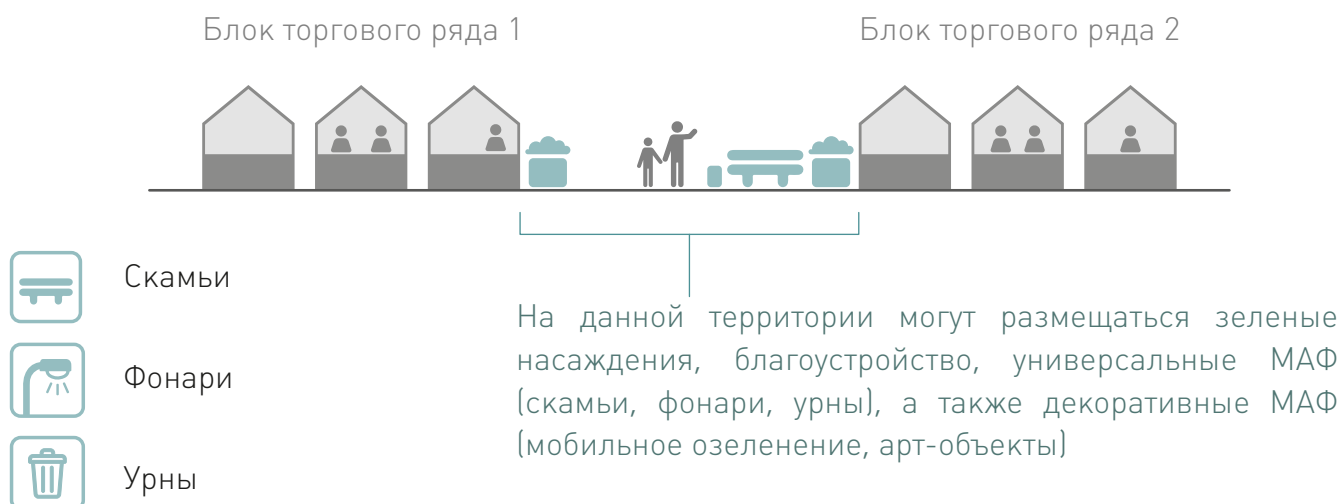 Блок торгового ряда 1
Блок торгового ряда 2
Скамьи
Фонари
Урны
На данной территории могут размещаться зеленые
насаждения, благоустройство, универсальные МАФ
(скамьи, фонари, урны), а также декоративные МАФ
(мобильное озеленение, арт-объекты)